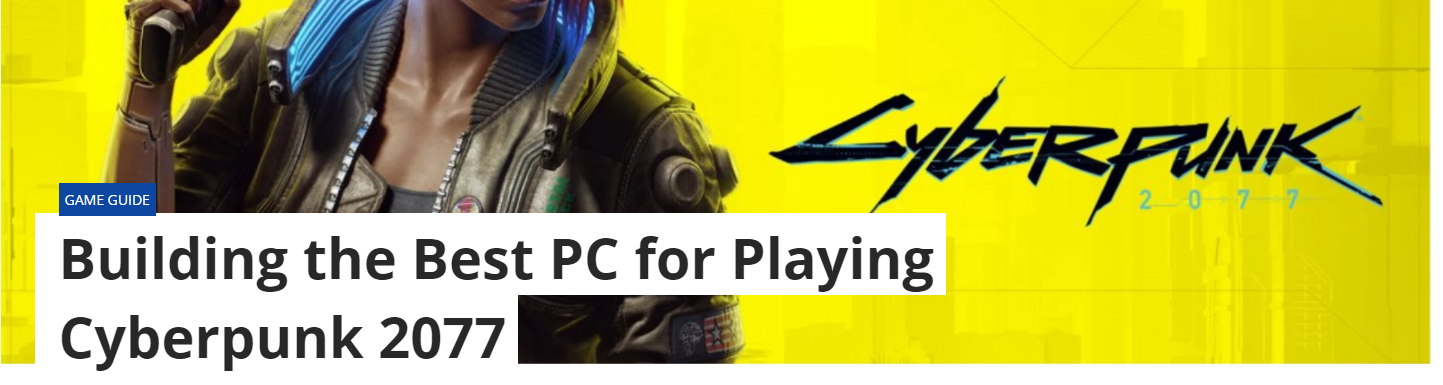 CYBERPUNK
2077
GAME GUIDE
Building the Best PC for Playing
Cyberpunk 2077